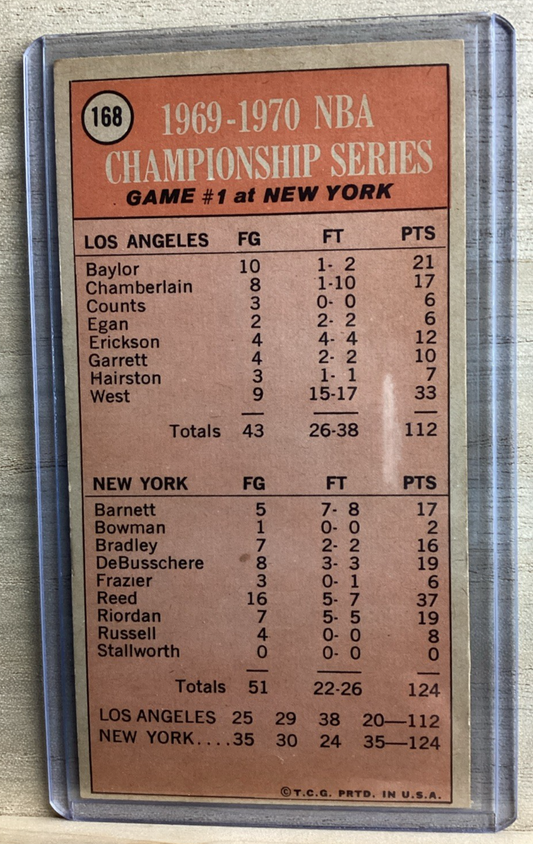 168
1969-1970 NBA
CHAMPIONSHIP SERIES
GAME #1 at NEW YORK
LOS ANGELES FG FT PTS
Baylor 10 1- 2 21
Chamberlain 8 1-10 17
Counts 3 0- 0 6
Egan 2 2- 2 6
Erickson 4 4- 4 12
Garrett 4 2- 2 10
Hairston 3 1- 1 7
West 9 15-17 33
Totals 43 26-38 112
NEW YORK FG FT PTS
Barnett 5 7- 8 17
Bowman 1 0- 0 2
Bradley 7 2- 2 16
DeBusschere 8 3- 3 19
Frazier 3 0- 1 6
Reed 16 5- 7 37
Riordan 7 5- 5 19
Russell 4 0- 0 8
Stallworth 0 0- 0 0
Totals 51 22-26 124
LOS ANGELES 25 29 38 20—112
NEW YORK....35 30 24 35—124
©T.C.G. PRTD. IN U.S.A.